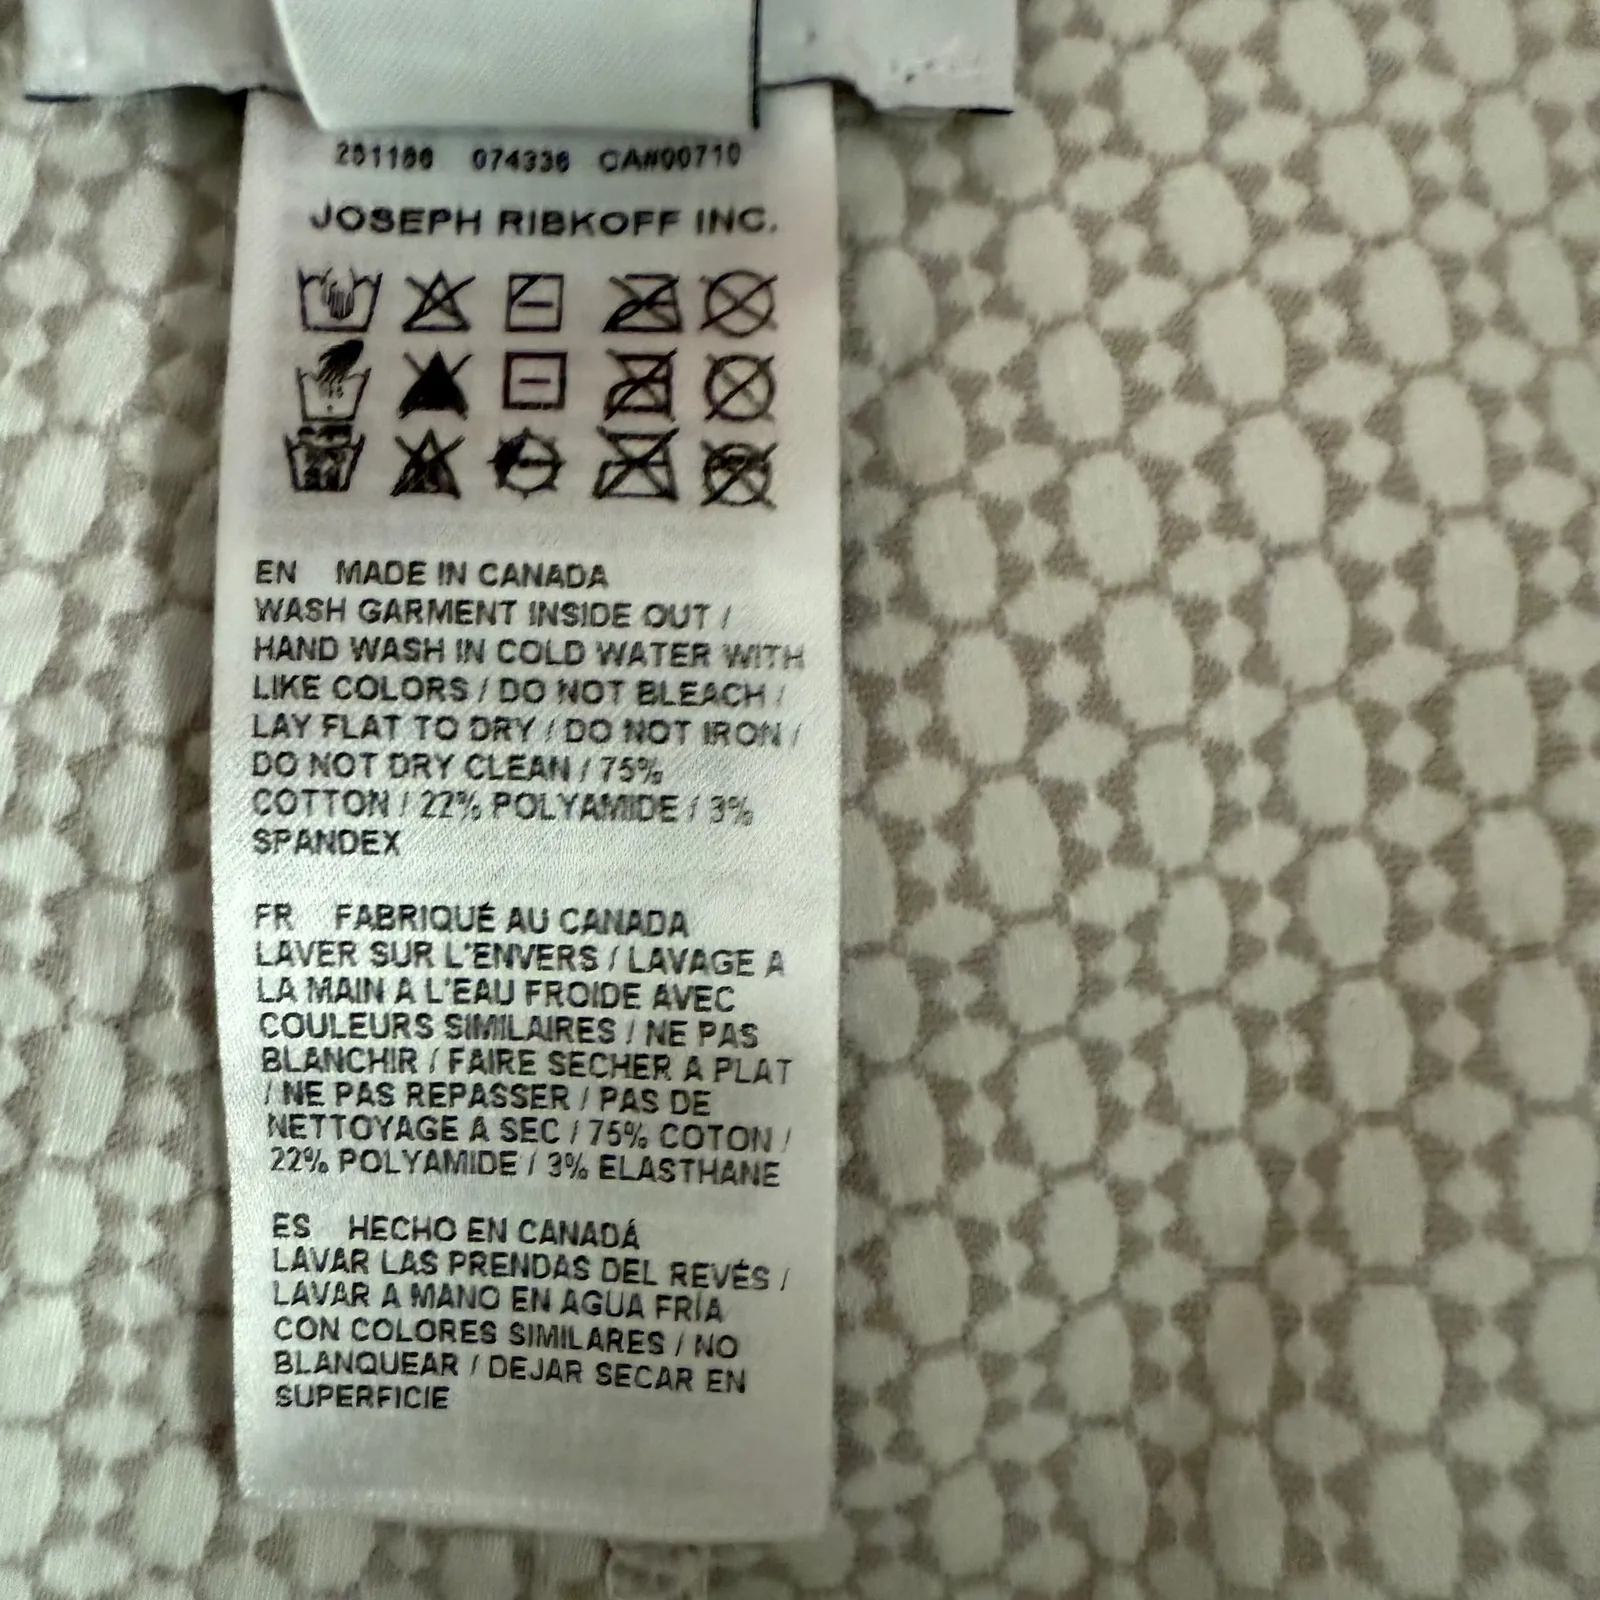 074336 CA#00710
JOSEPH RIBKOFF INC.
EN MADE IN CANADA
WASH GARMENT INSIDE OUT /
HAND WASH IN COLD WATER WITH
LIKE COLORS / DO NOT BLEACH /
LAY FLAT TO DRY / DO NOT IRON /
DO NOT DRY CLEAN / 75%
COTTON / 22% POLYAMIDE / 3%
SPANDEX
FR FABRIQUÉ AU CANADA
LAVER SUR L'ENVERS / LAVAGE A
LA MAIN A L'EAU FROIDE AVEC
COULEURS SIMILAIRES / NE PAS
BLANCHIR / FAIRE SECHER A PLAT
/ NE PAS REPASSER / PAS DE
NETTOYAGE A SEC / 75% COTON /
22% POLYAMIDE / 3% ELASTHANE
ES HECHO EN CANADÁ
LAVAR LAS PRENDAS DEL REVÉS /
LAVAR A MANO EN AGUA FRÍA
CON COLORES SIMILARES / NO
BLANQUEAR / DEJAR SECAR EN
SUPERFICIE